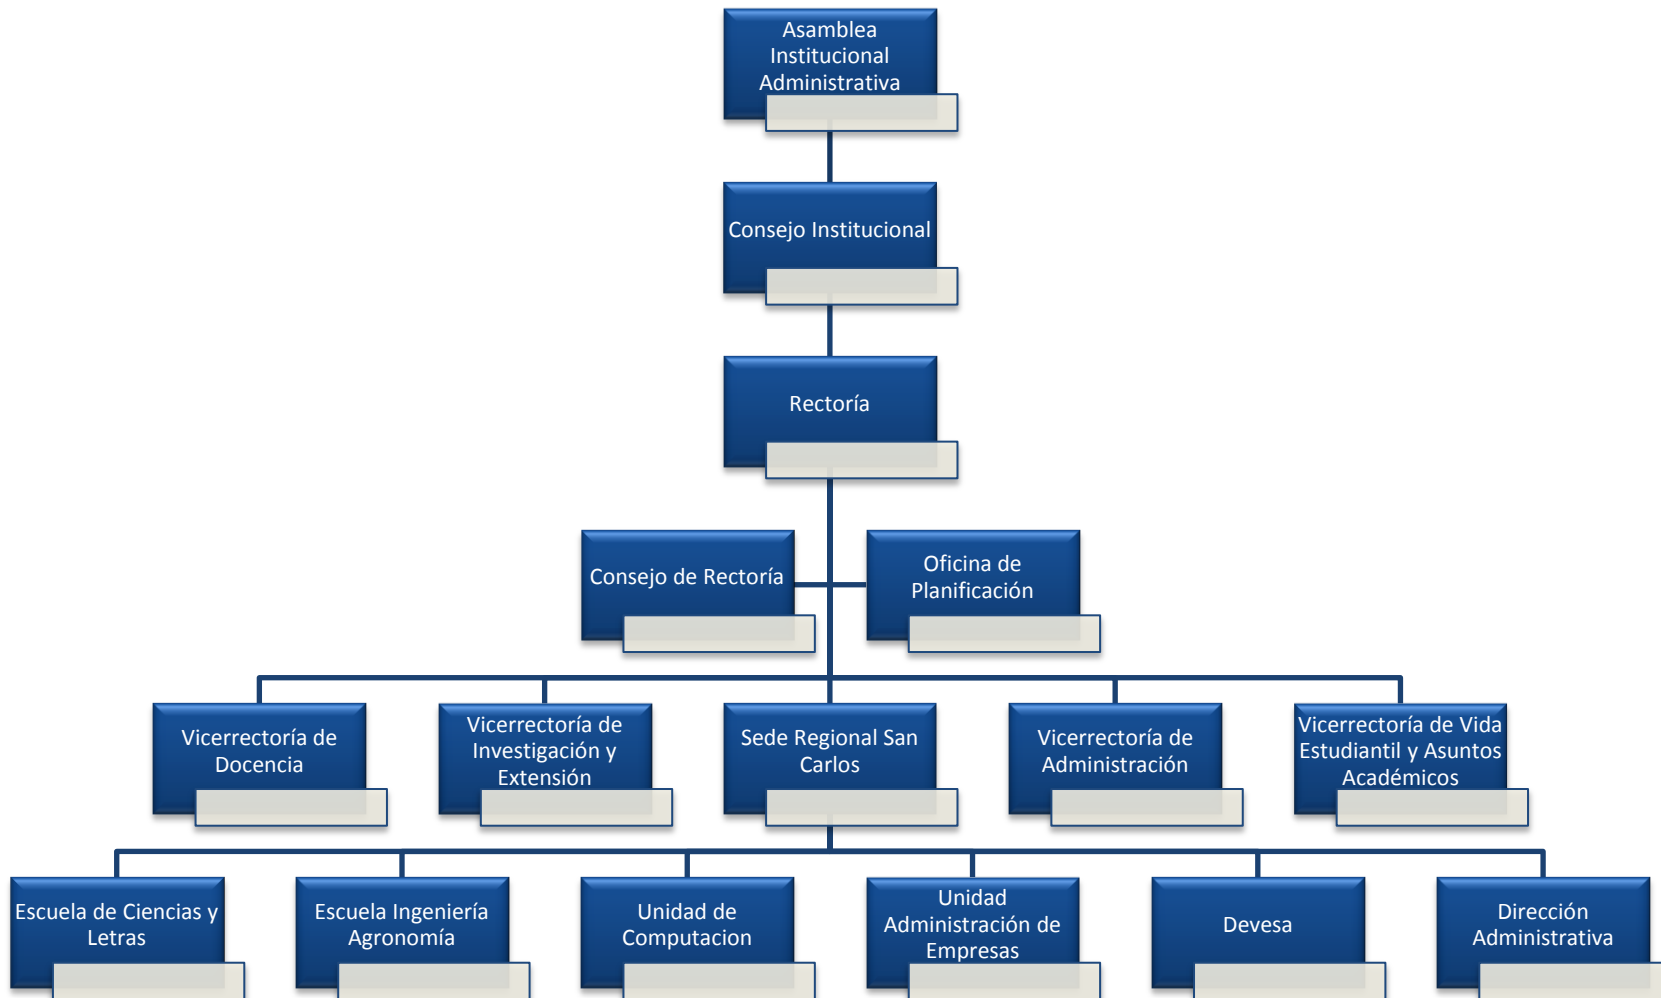 Asamblea
Institucional
Administrativa
Consejo Institucional
Rectoría
Consejo de Rectoría
Oficina de
Planificación
Vicerrectoría de
Docencia
Vicerrectoría de
Investigación y
Extensión
Sede Regional San
Carlos
Vicerrectoría de
Administración
Vicerrectoría de Vida
Estudiantil y Asuntos
Académicos
Escuela de Ciencias y
Letras
Escuela Ingeniería
Agronomía
Unidad de
Computacion
Unidad
Administración de
Empresas
Devesa
Dirección
Administrativa